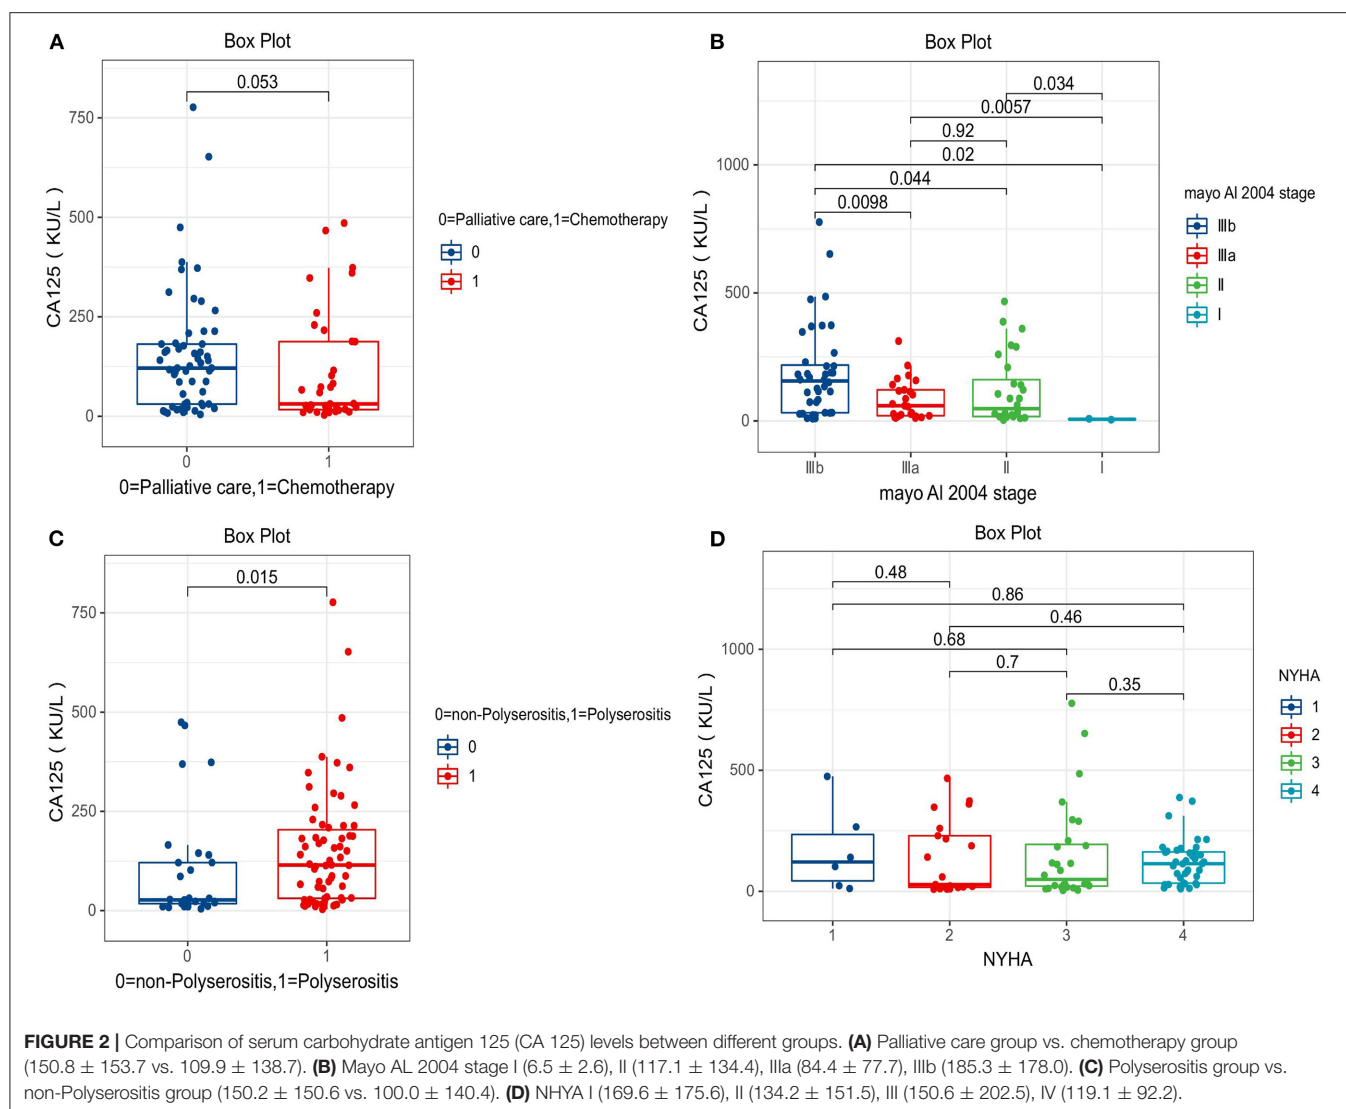 A
Box Plot
0.053
750
500
250
0
CA125 ( KU/L )
0
1
0=Palliative care,1=Chemotherapy
0=Palliative care,1=Chemotherapy
0
1
B
Box Plot
0.034
0.0057
0.92
0.02
0.044
0.0098
1000
500
0
CA125 ( KU/L )
IIIb
IIIa
II
I
mayo AI 2004 stage
mayo AI 2004 stage
IIIb
IIIa
II
I
C
Box Plot
0.015
750
500
250
0
CA125 ( KU/L )
0
1
0=non-Polyserositis,1=Polyserositis
0=non-Polyserositis,1=Polyserositis
0
1
D
Box Plot
0.48
0.86
0.46
0.68
0.7
0.35
1000
500
0
CA125 ( KU/L )
1
2
3
4
NYHA
NYHA
1
2
3
4
FIGURE 2 | Comparison of serum carbohydrate antigen 125 (CA 125) levels between different groups. (A) Palliative care group vs. chemotherapy group
(150.8 ± 153.7 vs. 109.9 ± 138.7). (B) Mayo AL 2004 stage I (6.5 ± 2.6), II (117.1 ± 134.4), IIIa (84.4 ± 77.7), IIIb (185.3 ± 178.0). (C) Polyserositis group vs.
non-Polyserositis group (150.2 ± 150.6 vs. 100.0 ± 140.4). (D) NHYA I (169.6 ± 175.6), II (134.2 ± 151.5), III (150.6 ± 202.5), IV (119.1 ± 92.2).